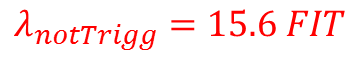 λnotTrigg = 15.6 FIT